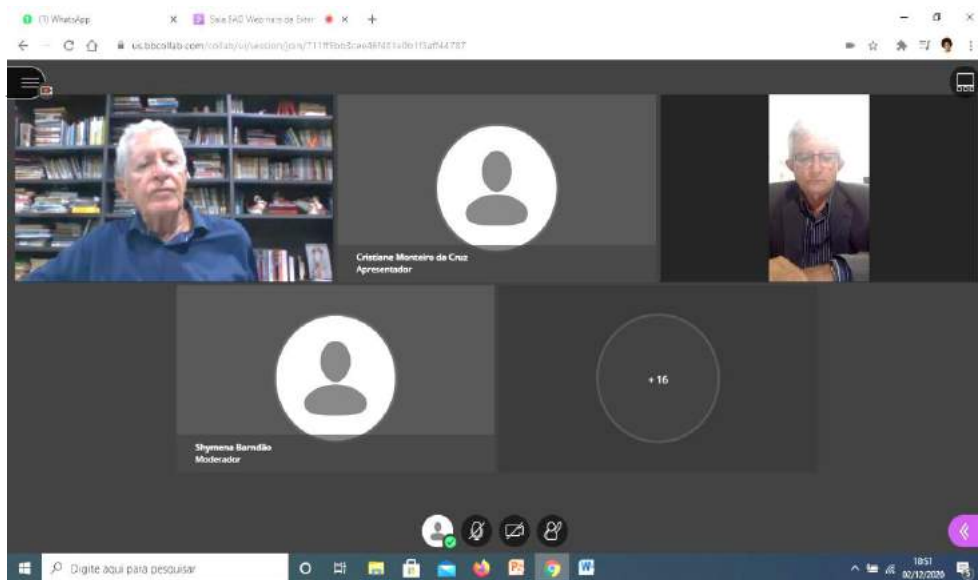 (1) WhatsApp
Sala EAD Webinars de Exter
us.bbcollab.com/collab/ui/session/join/
Cristiane Monteiro da Cruz
Apresentador
Shymena Barndão
Moderador
+ 16
Digite aqui para pesquisar
18:51
02/12/2020